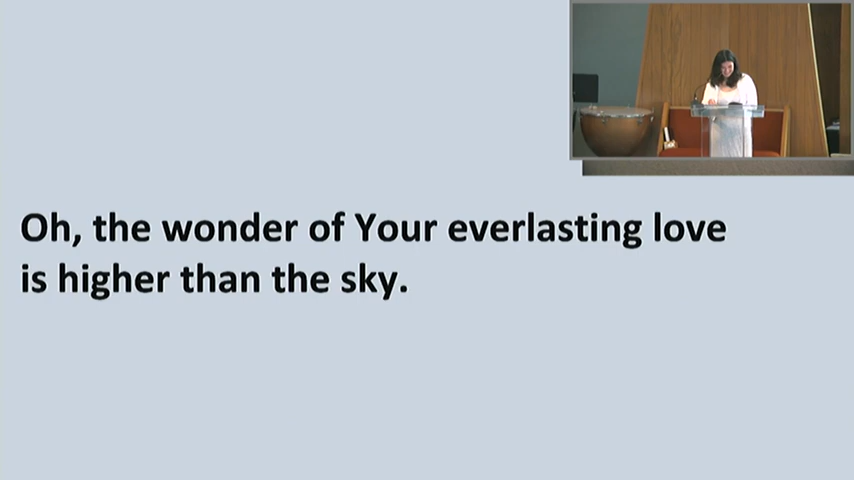 Oh, the wonder of Your everlasting love
is higher than the sky.